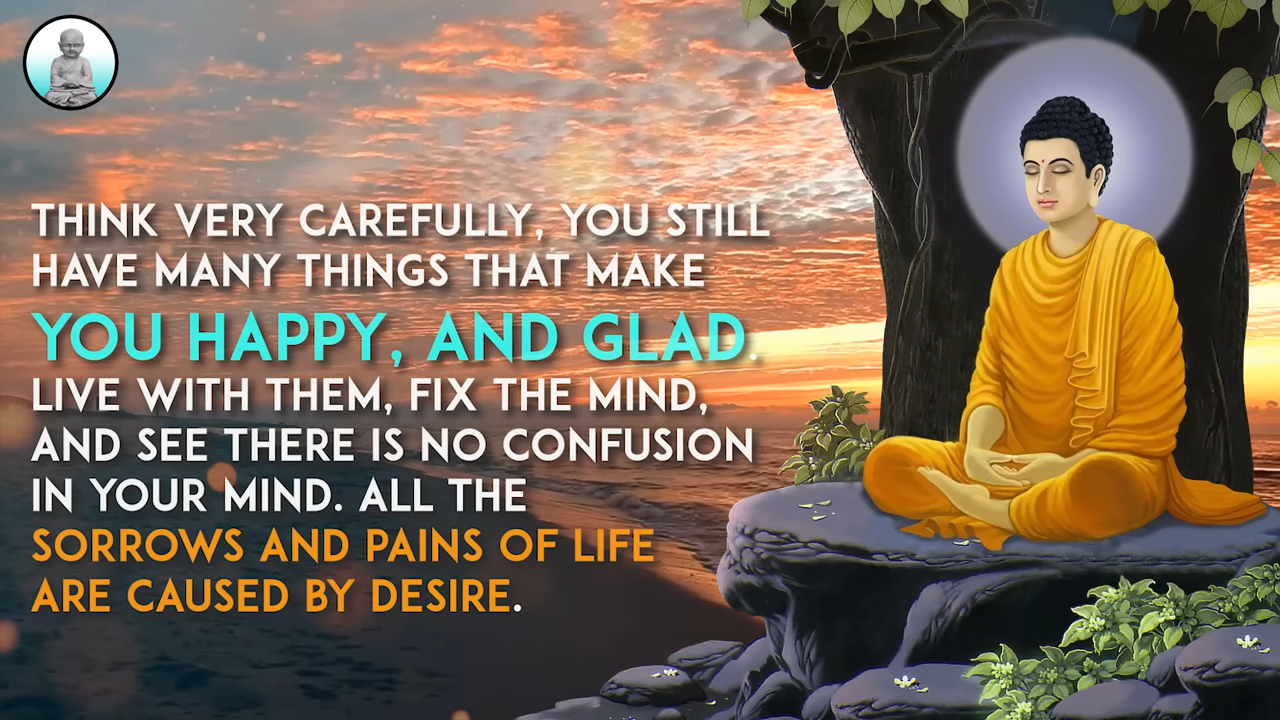 THINK VERY CAREFULLY, YOU STILL
HAVE MANY THINGS THAT MAKE
YOU HAPPY, AND GLAD.
LIVE WITH THEM, FIX THE MIND,
AND SEE THERE IS NO CONFUSION
IN YOUR MIND. ALL THE
SORROWS AND PAINS OF LIFE
ARE CAUSED BY DESIRE.